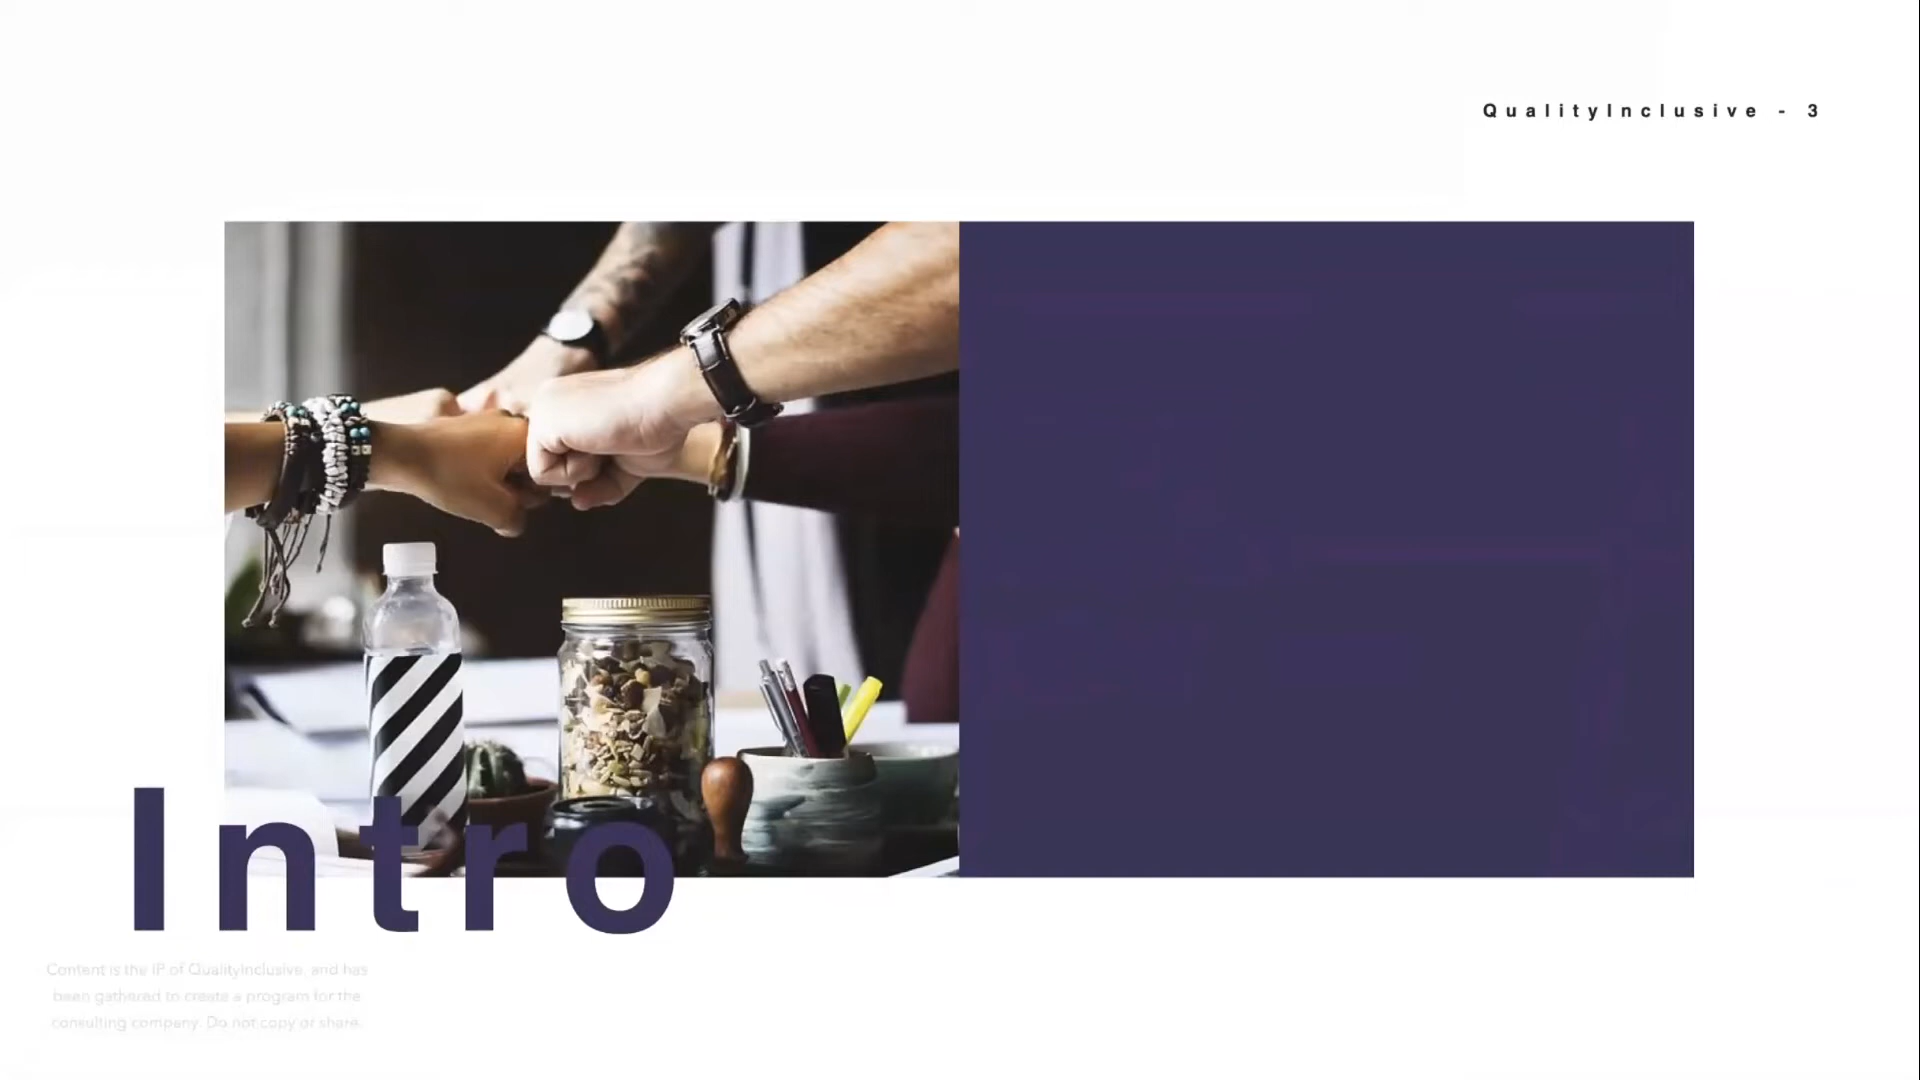 QualityInclusive - 3
Intro
Content is the IP of QualityInclusive, and has
been gathered to create a program for the
consulting company. Do not copy or share.